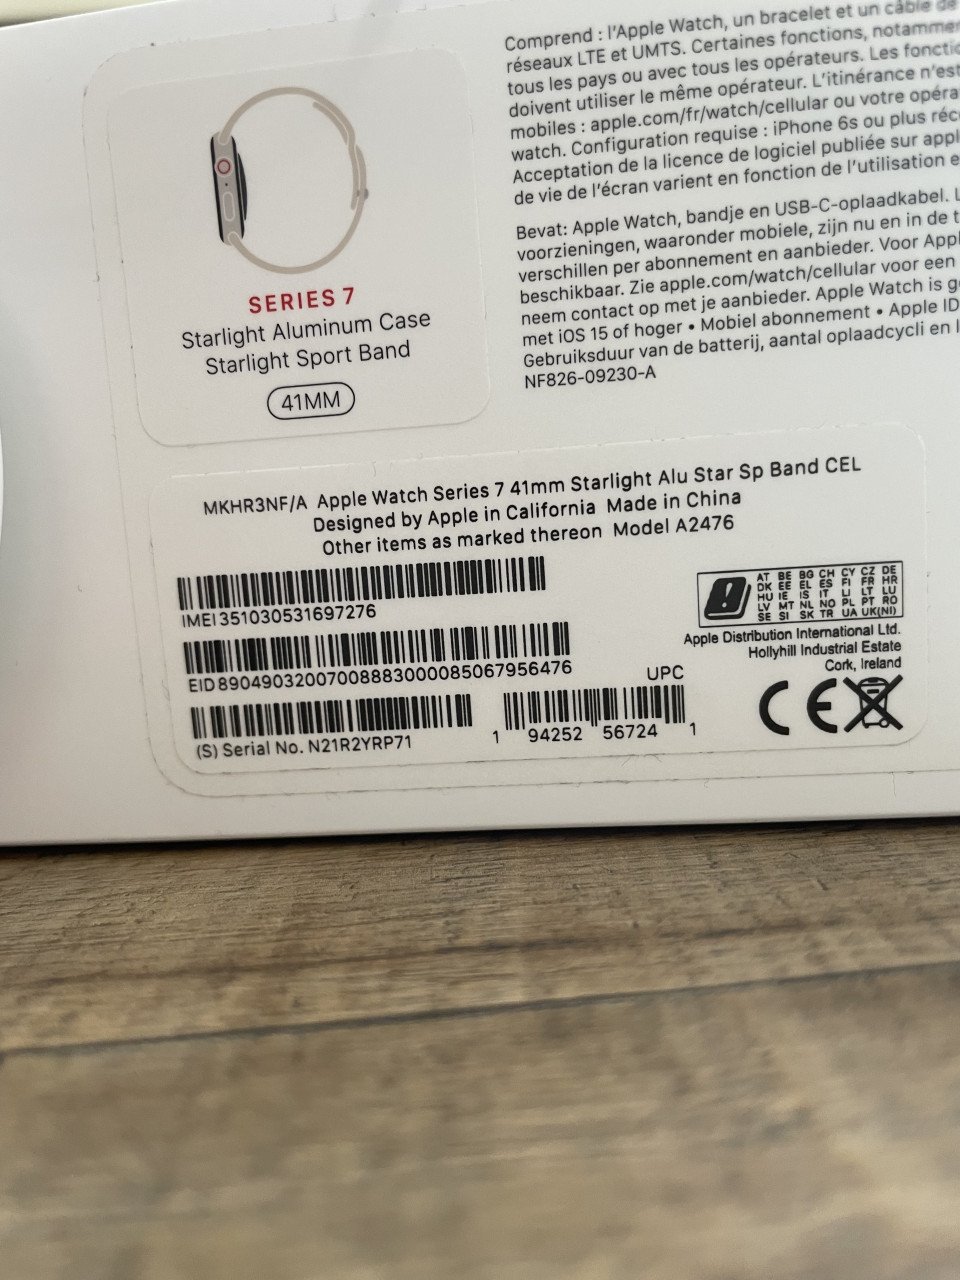 SERIES 7
Starlight Aluminum Case
Starlight Sport Band
41MM
Comprend : l'Apple Watch, un bracelet et un câble de
réseaux LTE et UMTS. Certaines fonctions, notamme
tous les pays ou avec tous les opérateurs. Les foncti
doivent utiliser le même opérateur. L'itinérance n'est
mobiles : apple.com/fr/watch/cellular ou votre opéra
watch. Configuration requise : iPhone 6s ou plus réc
Acceptation de la licence de logiciel publiée sur appl
de vie de l'écran varient en fonction de l'utilisation e
Bevat: Apple Watch, bandje en USB-C-oplaadkabel. L
voorzieningen, waaronder mobiele, zijn nu en in de t
verschillen per abonnement en aanbieder. Voor Appl
beschikbaar. Zie apple.com/watch/cellular voor een
neem contact op met je aanbieder. Apple Watch is g
met iOS 15 of hoger • Mobiel abonnement • Apple ID
Gebruiksduur van de batterij, aantal oplaadcycli en l
NF826-09230-A
MKHR3NF/A Apple Watch Series 7 41mm Starlight Alu Star Sp Band CEL
Designed by Apple in California Made in China
Other items as marked thereon Model A2476
IMEI 351030531697276
EID 89049032007008883000085067956476
(S) Serial No. N21R2YRP71
UPC
1 94252 56724 1
AT BE BG CH CY CZ DE
DK EE EL ES FI FR HR
HU IE IS IT LI LT LU
LV MT NL NO PL PT RO
SE SI SK TR UA UK(NI)
Apple Distribution International Ltd.
Hollyhill Industrial Estate
Cork, Ireland
CE